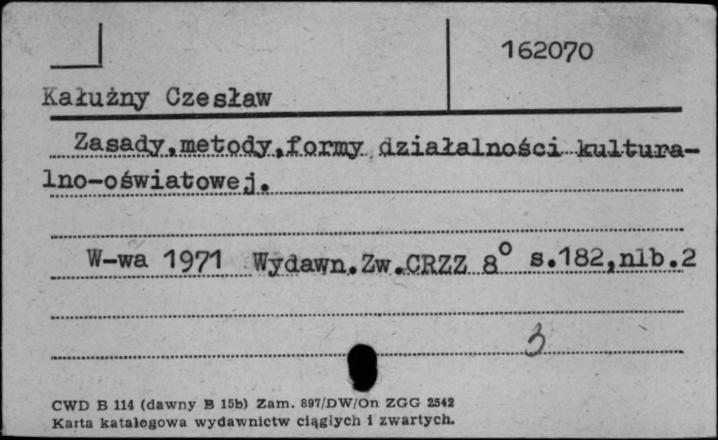 162070
Kałużny Czesław
Zasady,metody,formy działalności kultura-
lno-oświatowej.
W-wa 1971 Wydawn.Zw.CRZZ 8° s.182,nlb.2
3
CWD B 114 (dawny B 15b) Zam. 897/DW/On ZGG 2542
Karta katalogowa wydawnictw ciągłych i zwartych.